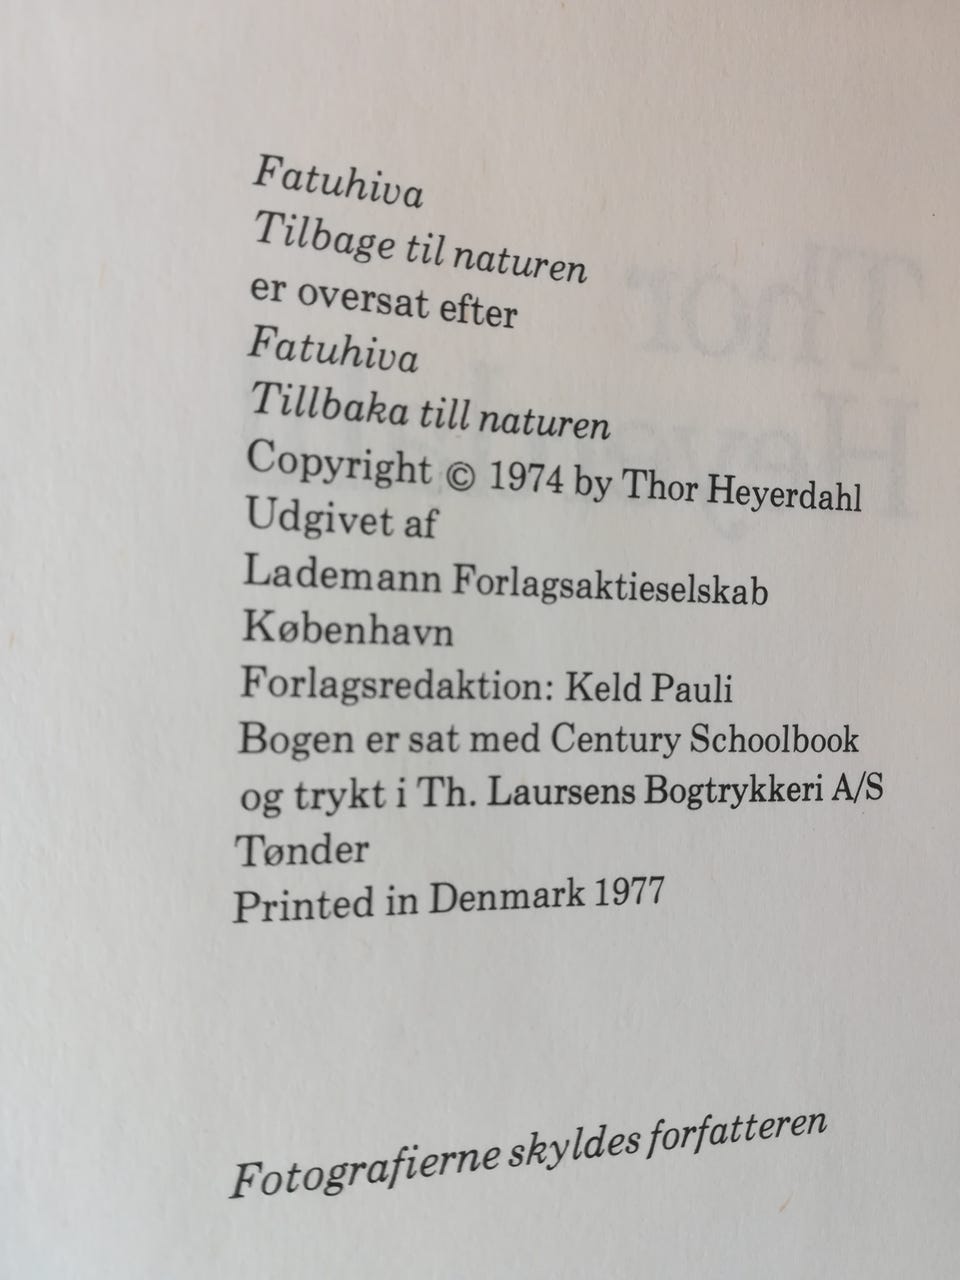 Fatuhiva
Tilbage til naturen
er oversat efter
Fatuhiva
Tillbaka till naturen
Copyright © 1974 by Thor Heyerdahl
Udgivet af
Lademann Forlagsaktieselskab
København
Forlagsredaktion: Keld Pauli
Bogen er sat med Century Schoolbook
og trykt i Th. Laursens Bogtrykkeri A/S
Tønder
Printed in Denmark 1977
Fotografierne skyldes forfatteren